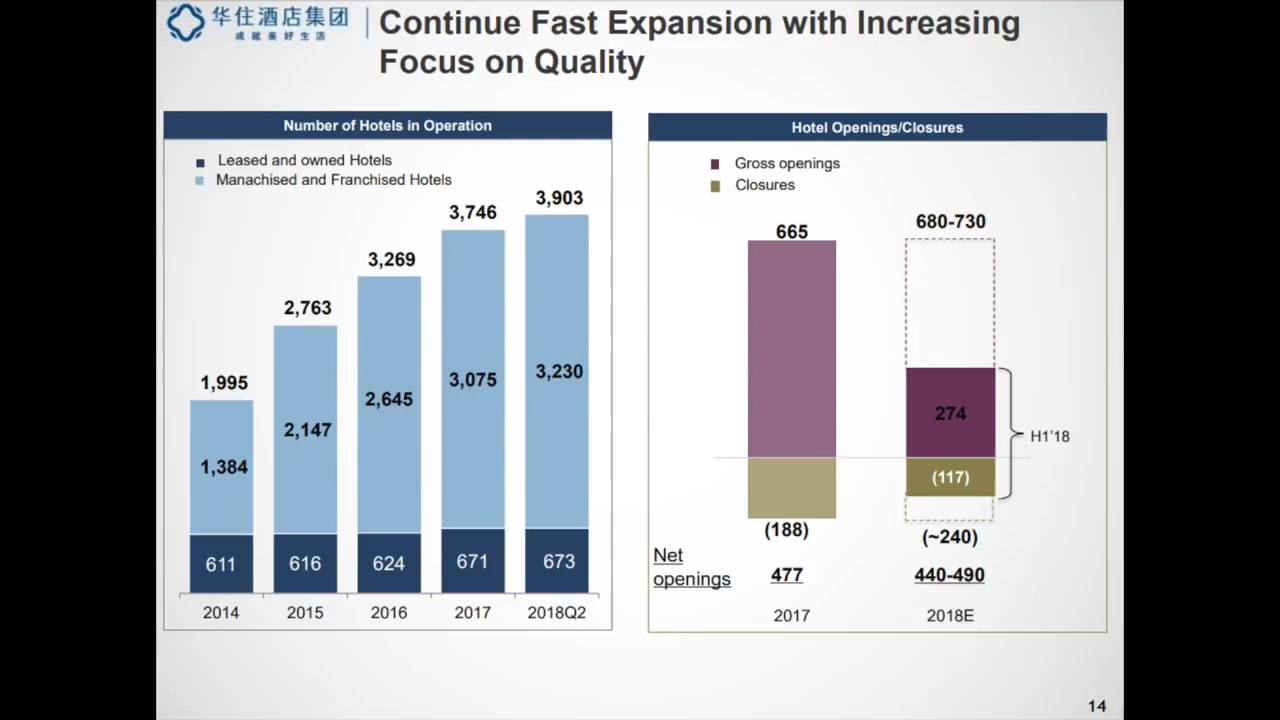 华住酒店集团
成就美好生活
Continue Fast Expansion with Increasing
Focus on Quality
Number of Hotels in Operation
Leased and owned Hotels
Manachised and Franchised Hotels
1,995
2,763
3,269
3,746
3,903
1,384
2,147
2,645
3,075
3,230
611
616
624
671
673
2014
2015
2016
2017
2018Q2
Hotel Openings/Closures
Gross openings
Closures
665
680-730
274
H1'18
(117)
(188)
(~240)
Net
openings
477
440-490
2017
2018E
14